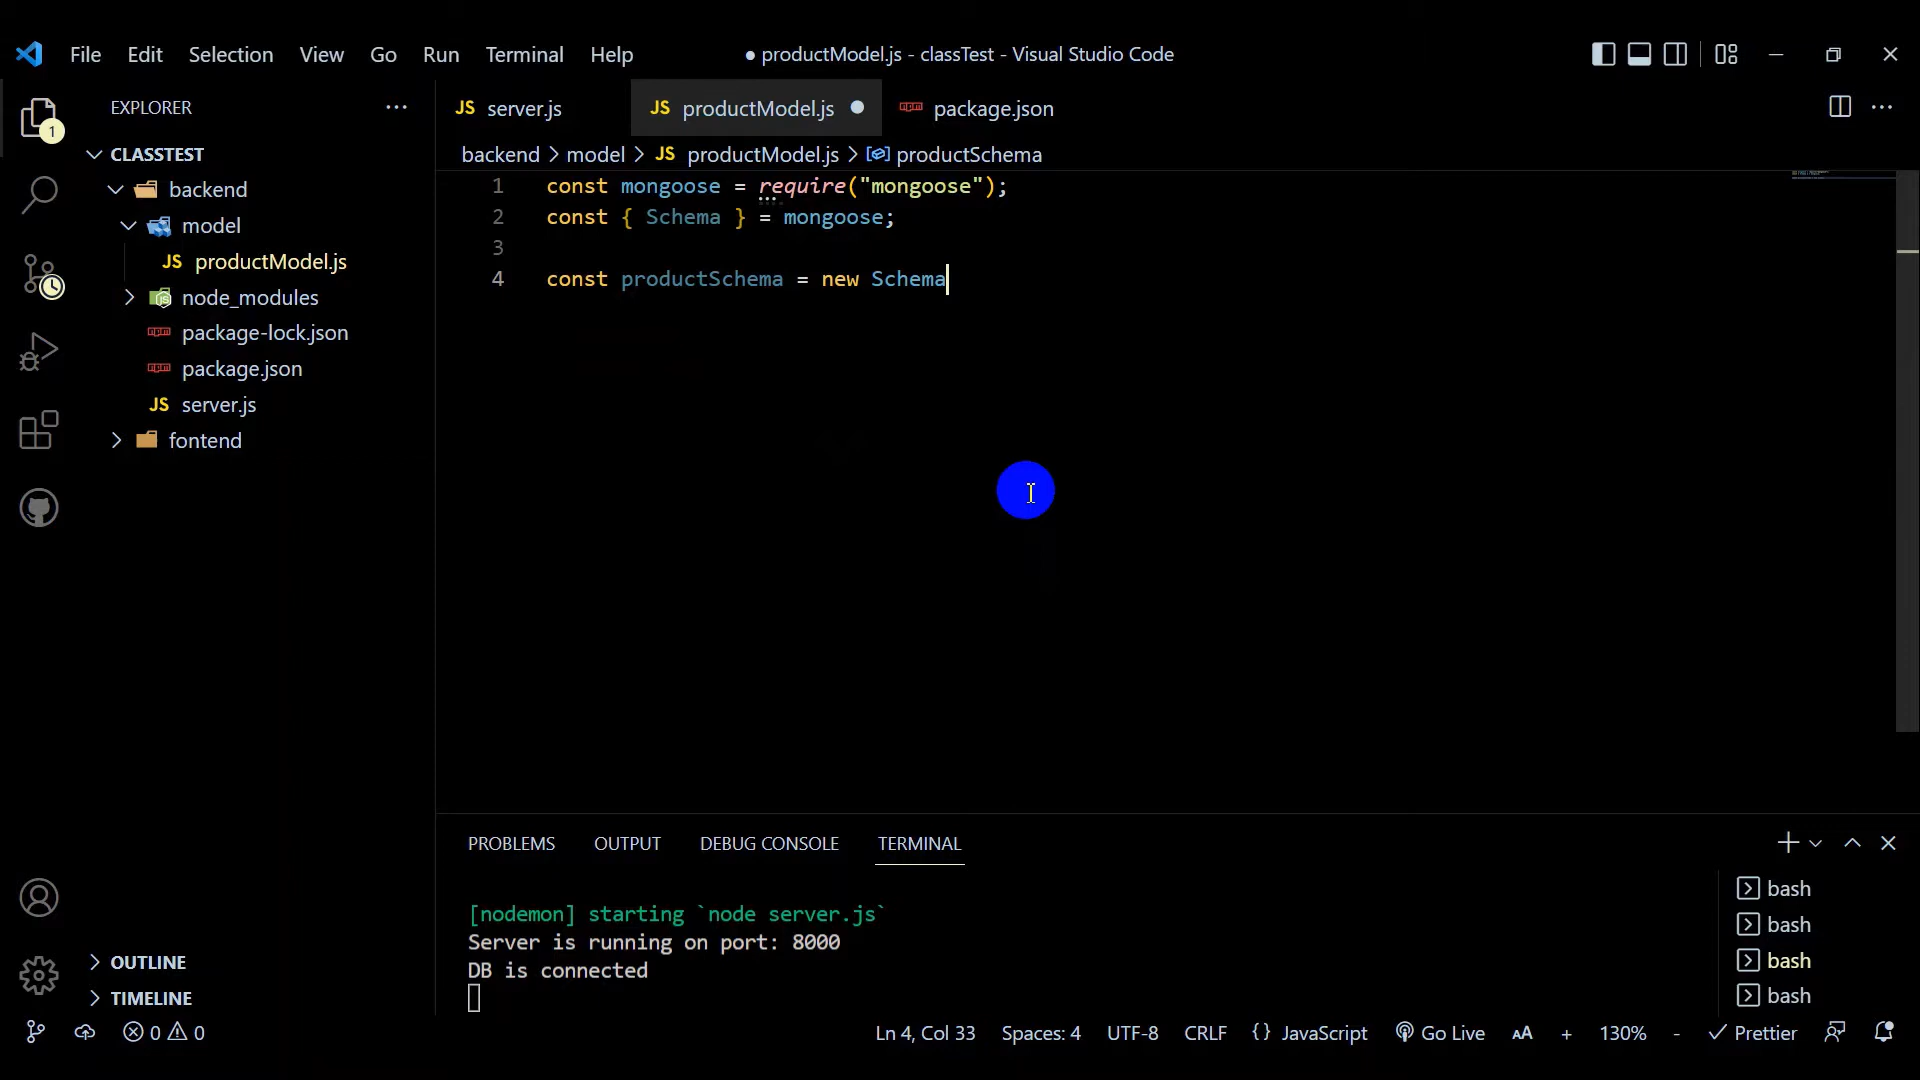 File Edit Selection View Go Run Terminal Help
● productModel.js - classTest - Visual Studio Code
EXPLORER
1
CLASSTEST
backend
model
JS productModel.js
node_modules
package-lock.json
package.json
JS server.js
fontend
OUTLINE
TIMELINE
JS server.js
JS productModel.js
package.json
backend > model > JS productModel.js > productSchema
1 const mongoose = require("mongoose");
2 const { Schema } = mongoose;
3
4 const productSchema = new Schema
PROBLEMS OUTPUT DEBUG CONSOLE TERMINAL
[nodemon] starting `node server.js`
Server is running on port: 8000
DB is connected
bash
bash
bash
bash
0 0
Ln 4, Col 33 Spaces: 4 UTF-8 CRLF {} JavaScript Go Live AA + 130% - Prettier